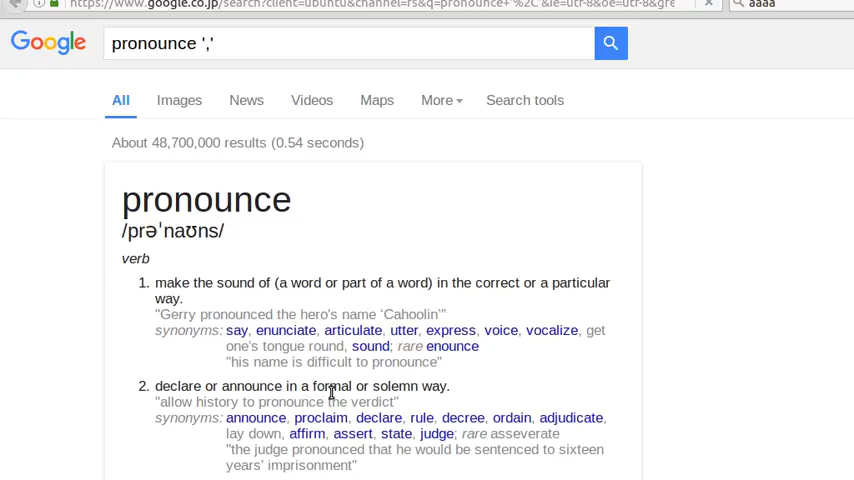 https://www.google.co.jp/search?client=ubuntu&channel=fs&q=pronounce+'%2C'&ie=utf-8&oe=utf-8&gfe
aaaa
Google
pronounce ','
All Images News Videos Maps More Search tools
About 48,700,000 results (0.54 seconds)
pronounce
/prəˈnaʊns/
verb
1. make the sound of (a word or part of a word) in the correct or a particular
way.
"Gerry pronounced the hero's name ‘Cahoolin’"
synonyms: say, enunciate, articulate, utter, express, voice, vocalize, get
one's tongue round, sound; rare enounce
"his name is difficult to pronounce"
2. declare or announce in a formal or solemn way.
"allow history to pronounce the verdict"
synonyms: announce, proclaim, declare, rule, decree, ordain, adjudicate,
lay down, affirm, assert, state, judge; rare asseverate
"the judge pronounced that he would be sentenced to sixteen
years' imprisonment"